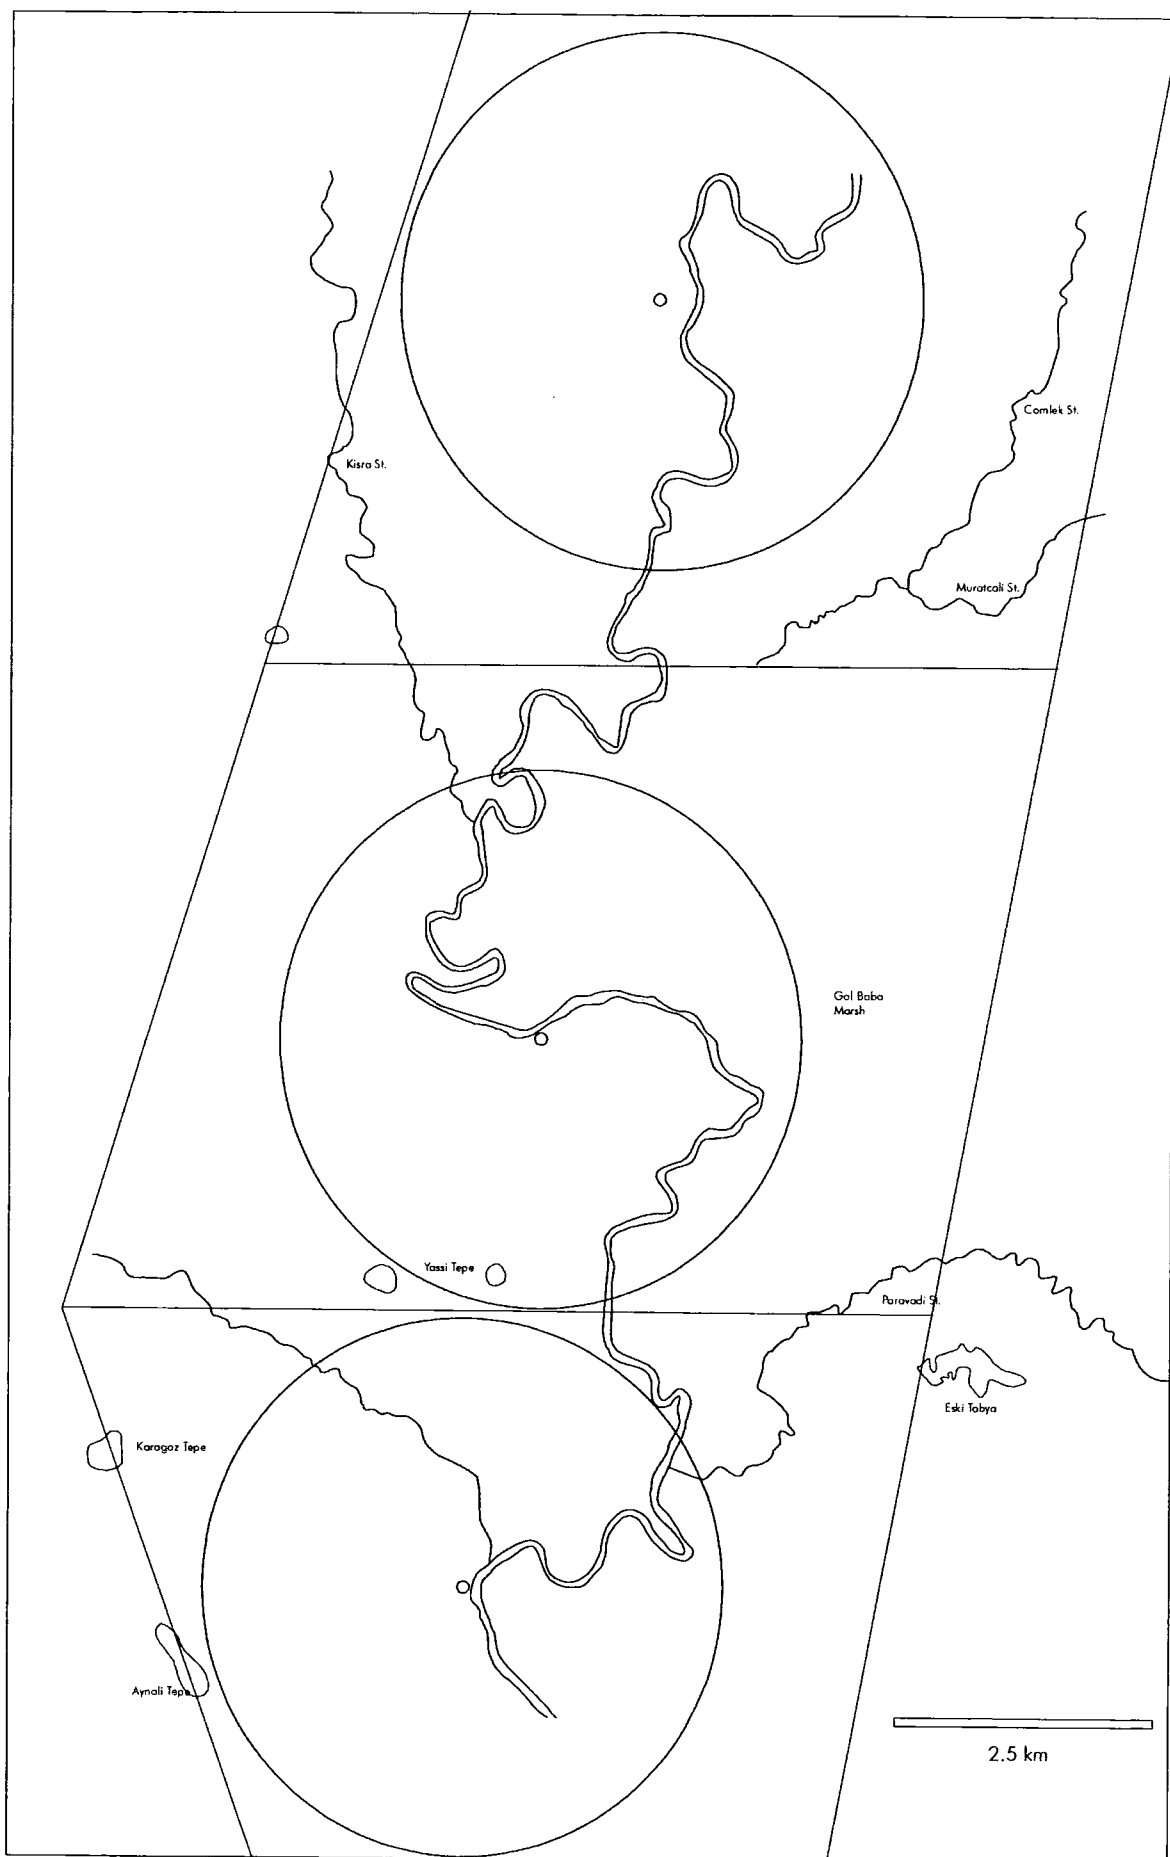 Comlek St.
Kisra St.
Muratcali St.
Gol Baba
Marsh
Yassi Tepe
Paravadi St.
Eski Tabya
Karagoz Tepe
Aynali Tepe
2.5 km